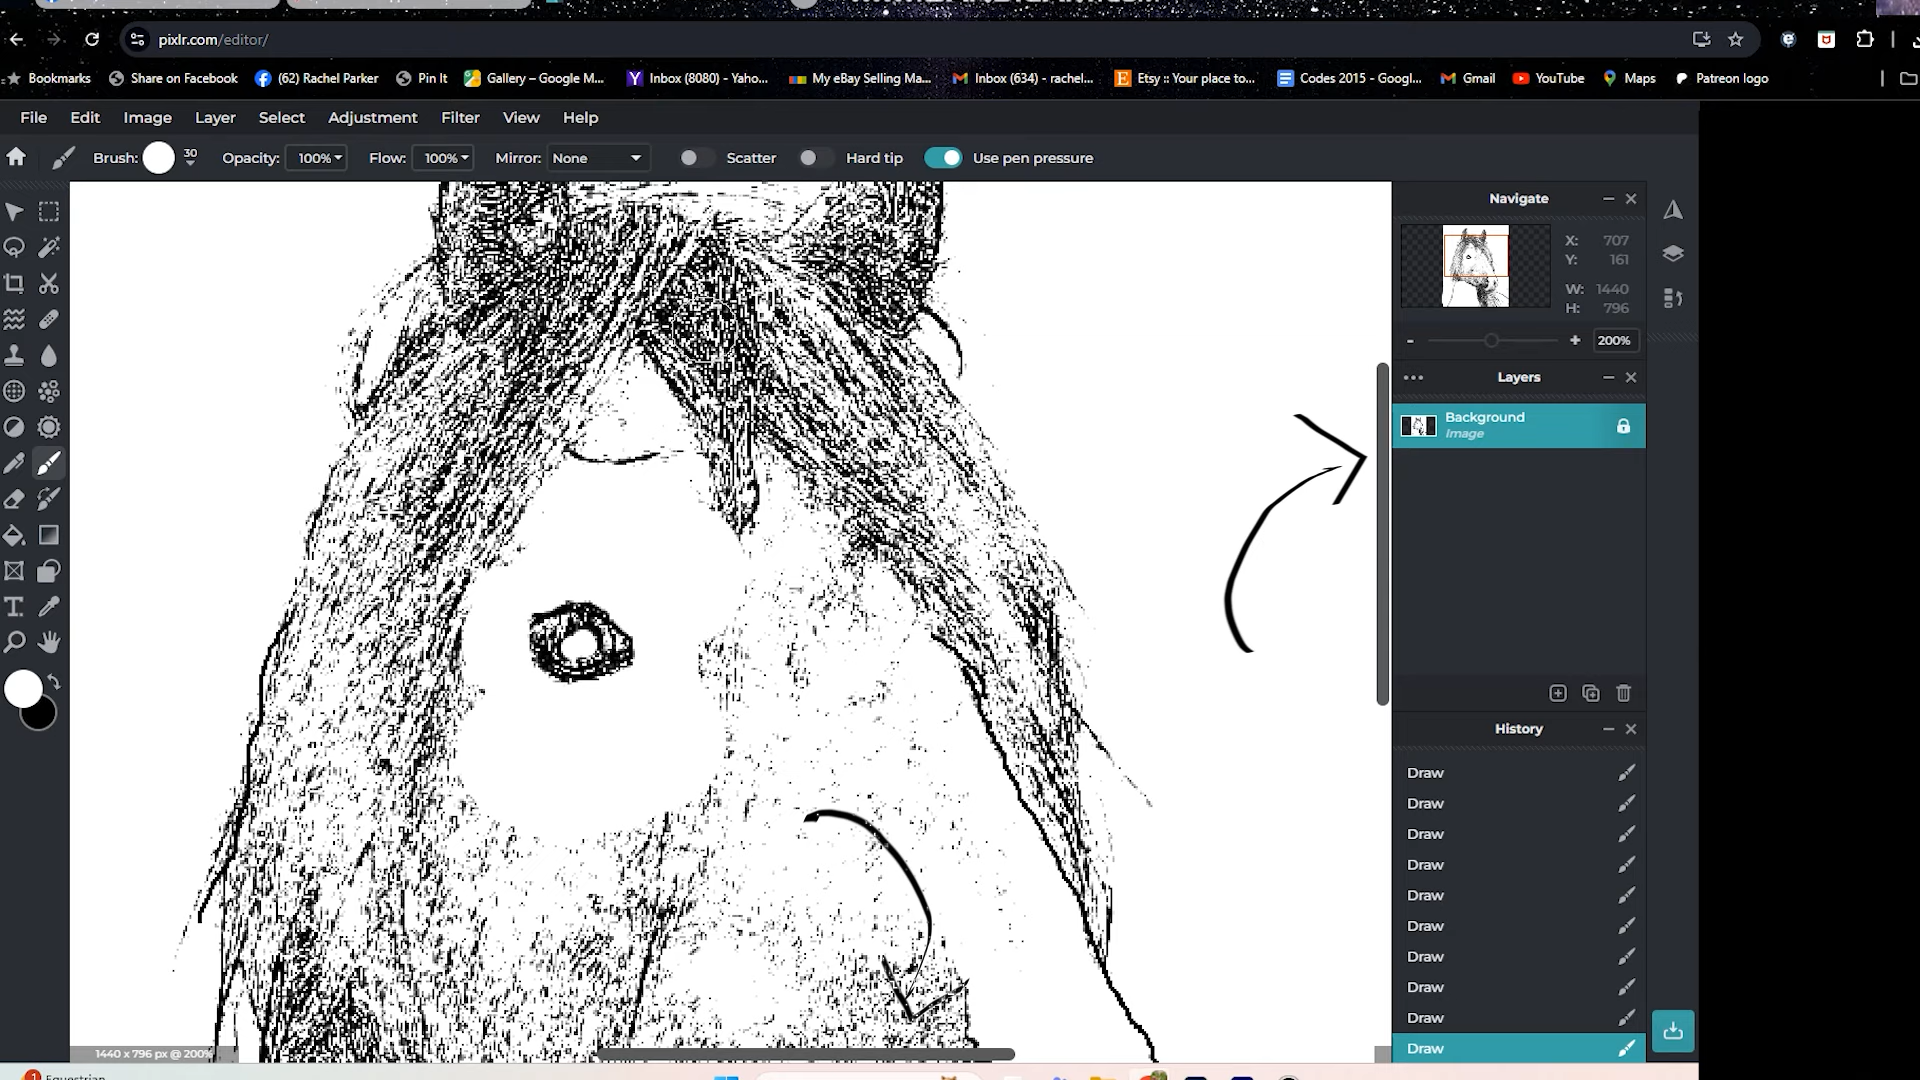 pixlr.com/editor/
Bookmarks Share on Facebook (62) Rachel Parker Pin It Gallery – Google M... Inbox (8080) - Yaho... My eBay Selling Ma... Inbox (634) - rachel... Etsy :: Your place to... Codes 2015 - Googl... Gmail YouTube Maps Patreon logo
File Edit Image Layer Select Adjustment Filter View Help
Brush: 30 Opacity: 100% Flow: 100% Mirror: None Scatter Hard tip Use pen pressure
Navigate
X: 707
Y: 161
W: 1440
H: 796
- + 200%
Layers
Background
Image
History
Draw
Draw
Draw
Draw
Draw
Draw
Draw
Draw
Draw
Draw
1440 x 796 px @ 200%
1 Equestrian